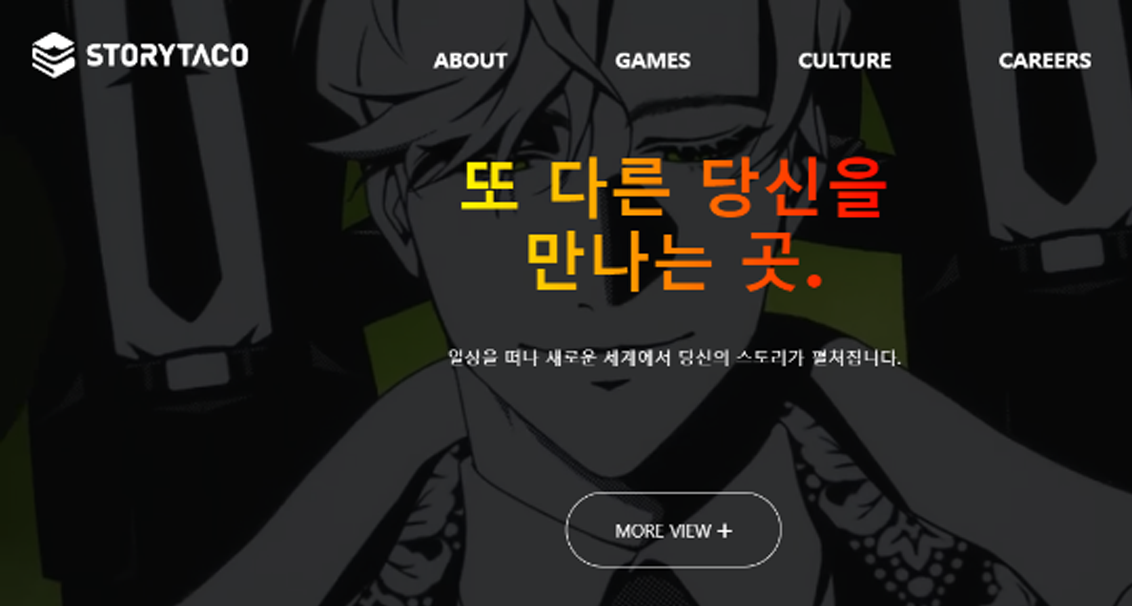 STORYTACO
ABOUT GAMES CULTURE CAREERS
또 다른 당신을
만나는 곳.
일상을 떠나 새로운 세계에서 당신의 스토리가 펼쳐집니다.
MORE VIEW +